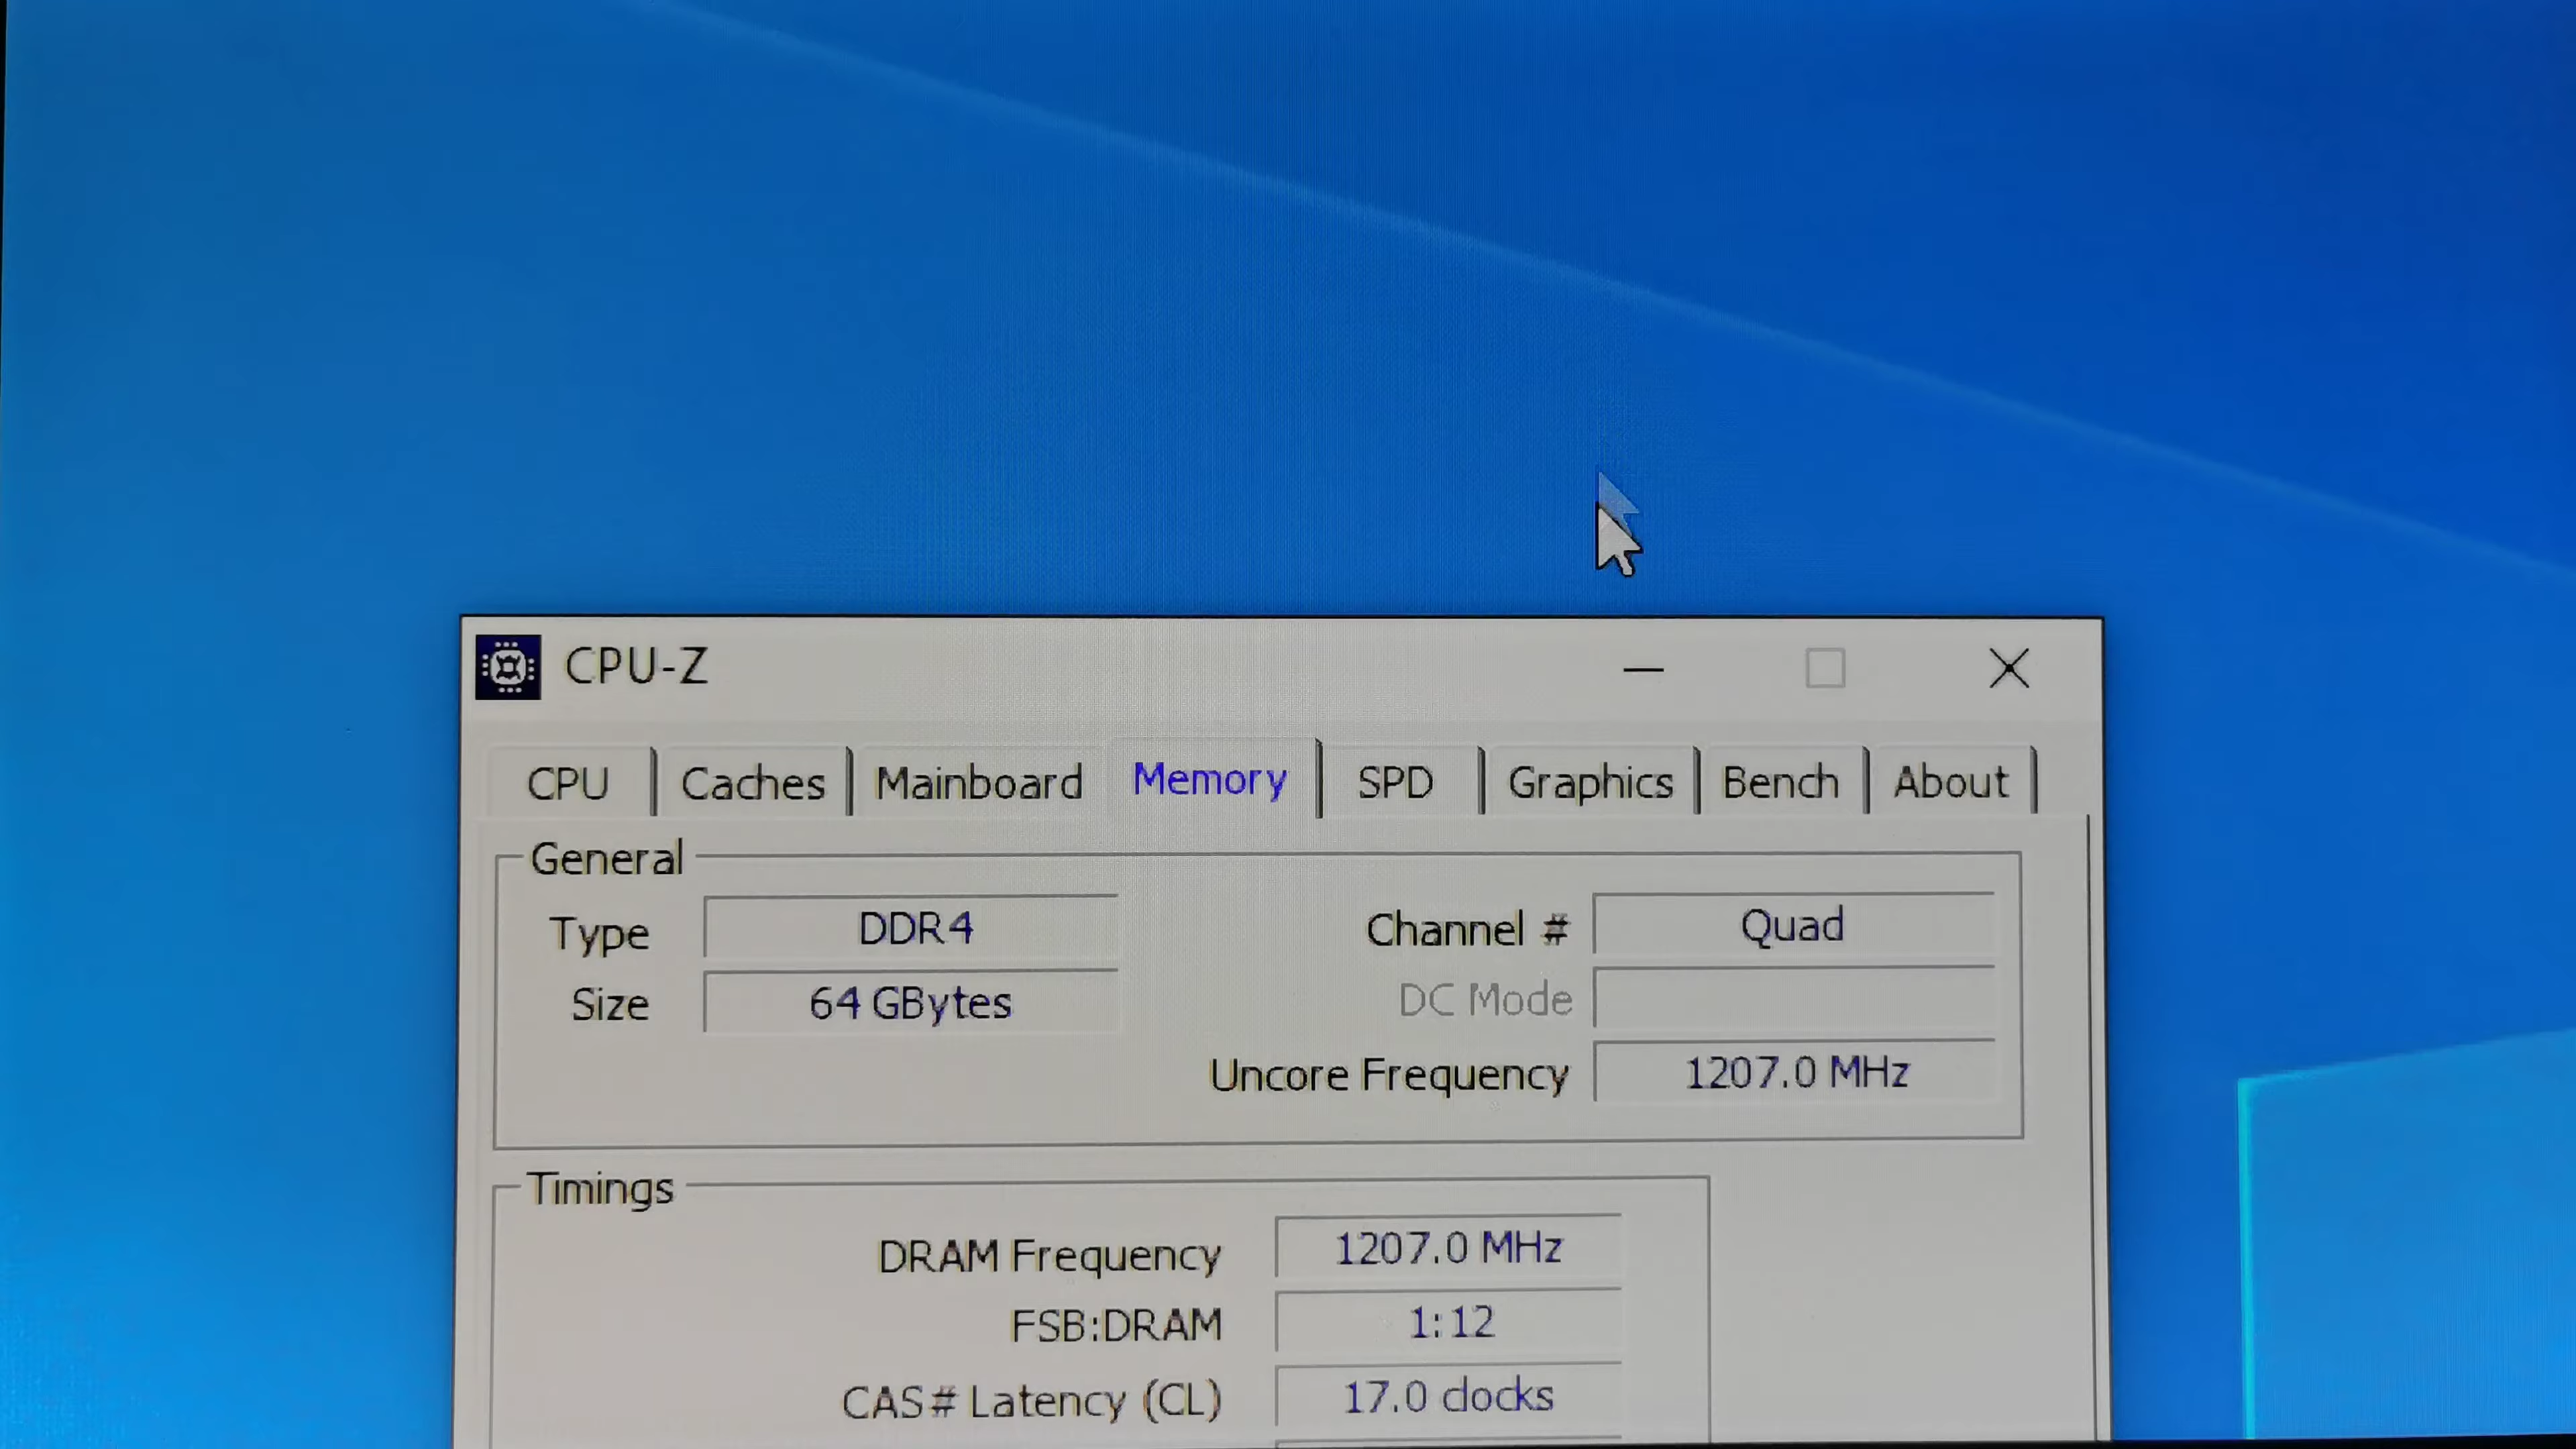 CPU-Z
CPU Caches Mainboard Memory SPD Graphics Bench About
General
Type DDR4 Channel # Quad
Size 64 GBytes DC Mode
Uncore Frequency 1207.0 MHz
Timings
DRAM Frequency 1207.0 MHz
FSB:DRAM 1:12
CAS# Latency (CL) 17.0 clocks